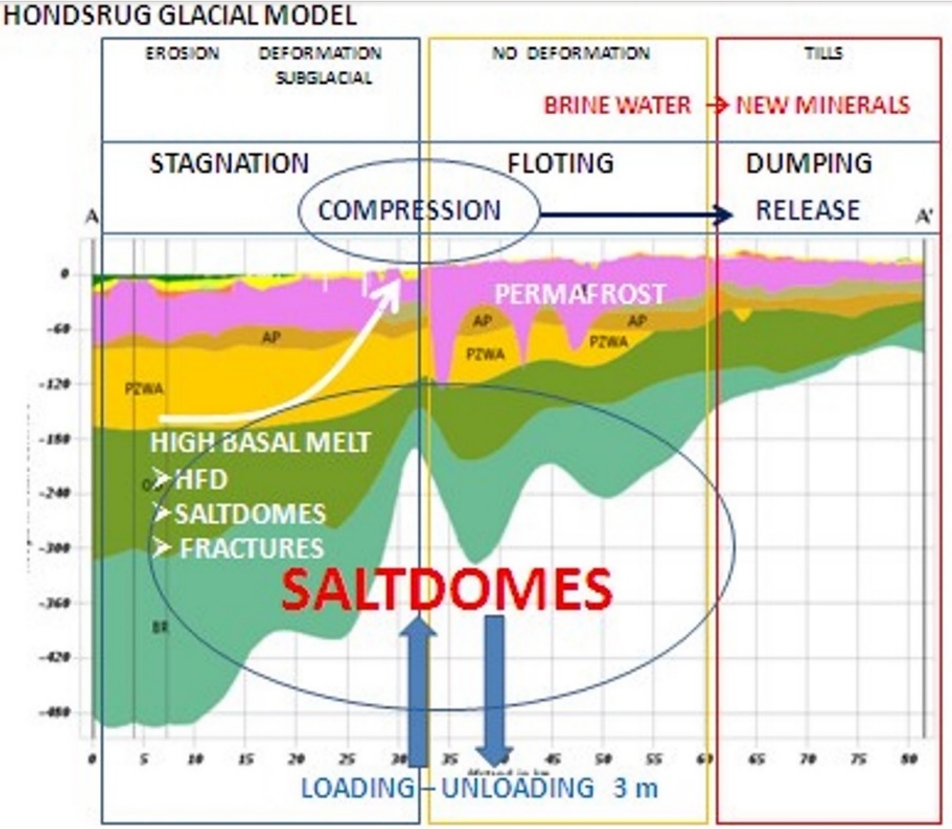 HONDSRUG GLACIAL MODEL
EROSION DEFORMATION NO DEFORMATION TILLS
SUBGLACIAL
BRINE WATER → NEW MINERALS
STAGNATION FLOTING DUMPING
A COMPRESSION RELEASE A'
0
PERMAFROST
-60 AP AP AP
PZWA PZWA
-120 PZWA
-180 HIGH BASAL MELT
➢HFD
-240
➢SALTDOMES
-300 ➢ FRACTURES
SALTDOMES
-360
BR
-420
-480
0 5 10 15 20 25 30 35 45 50 55 60 65 70 75 80
LOADING – UNLOADING 3 m